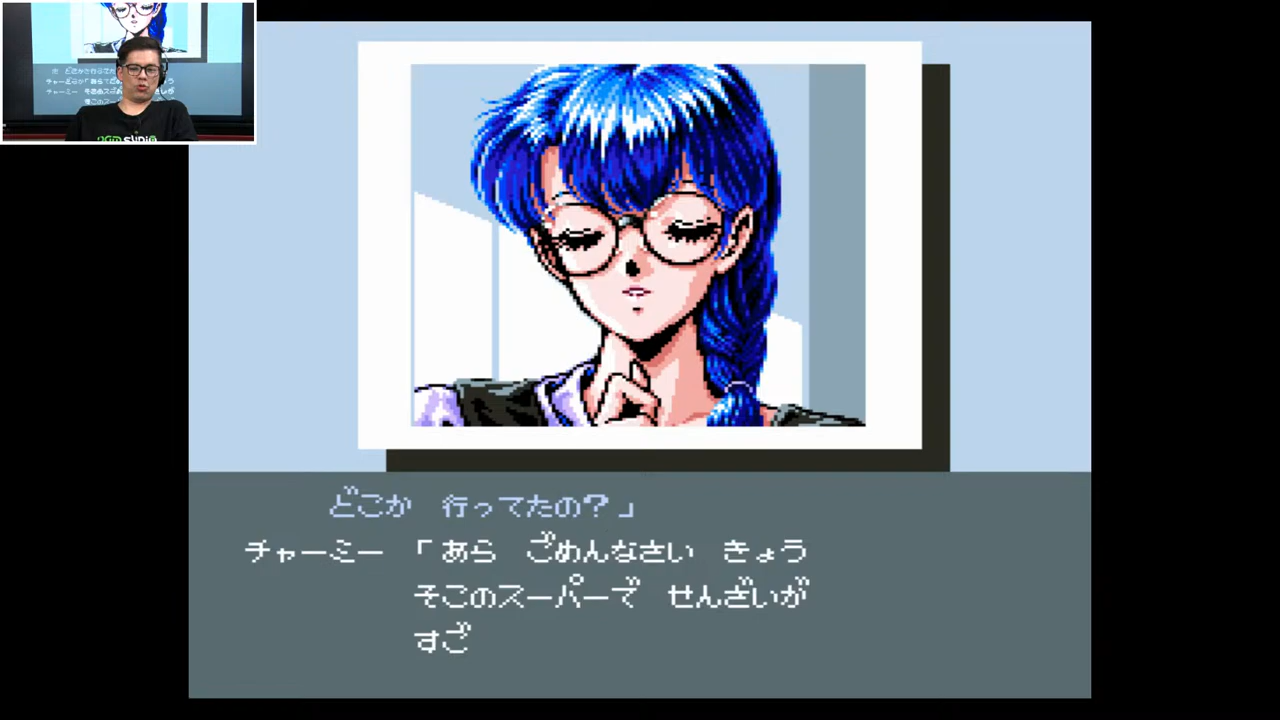 どこか 行ってたの?」
チャーミー 「あら ごめんなさい きょう
そこのスーパーで せんざいが
すご